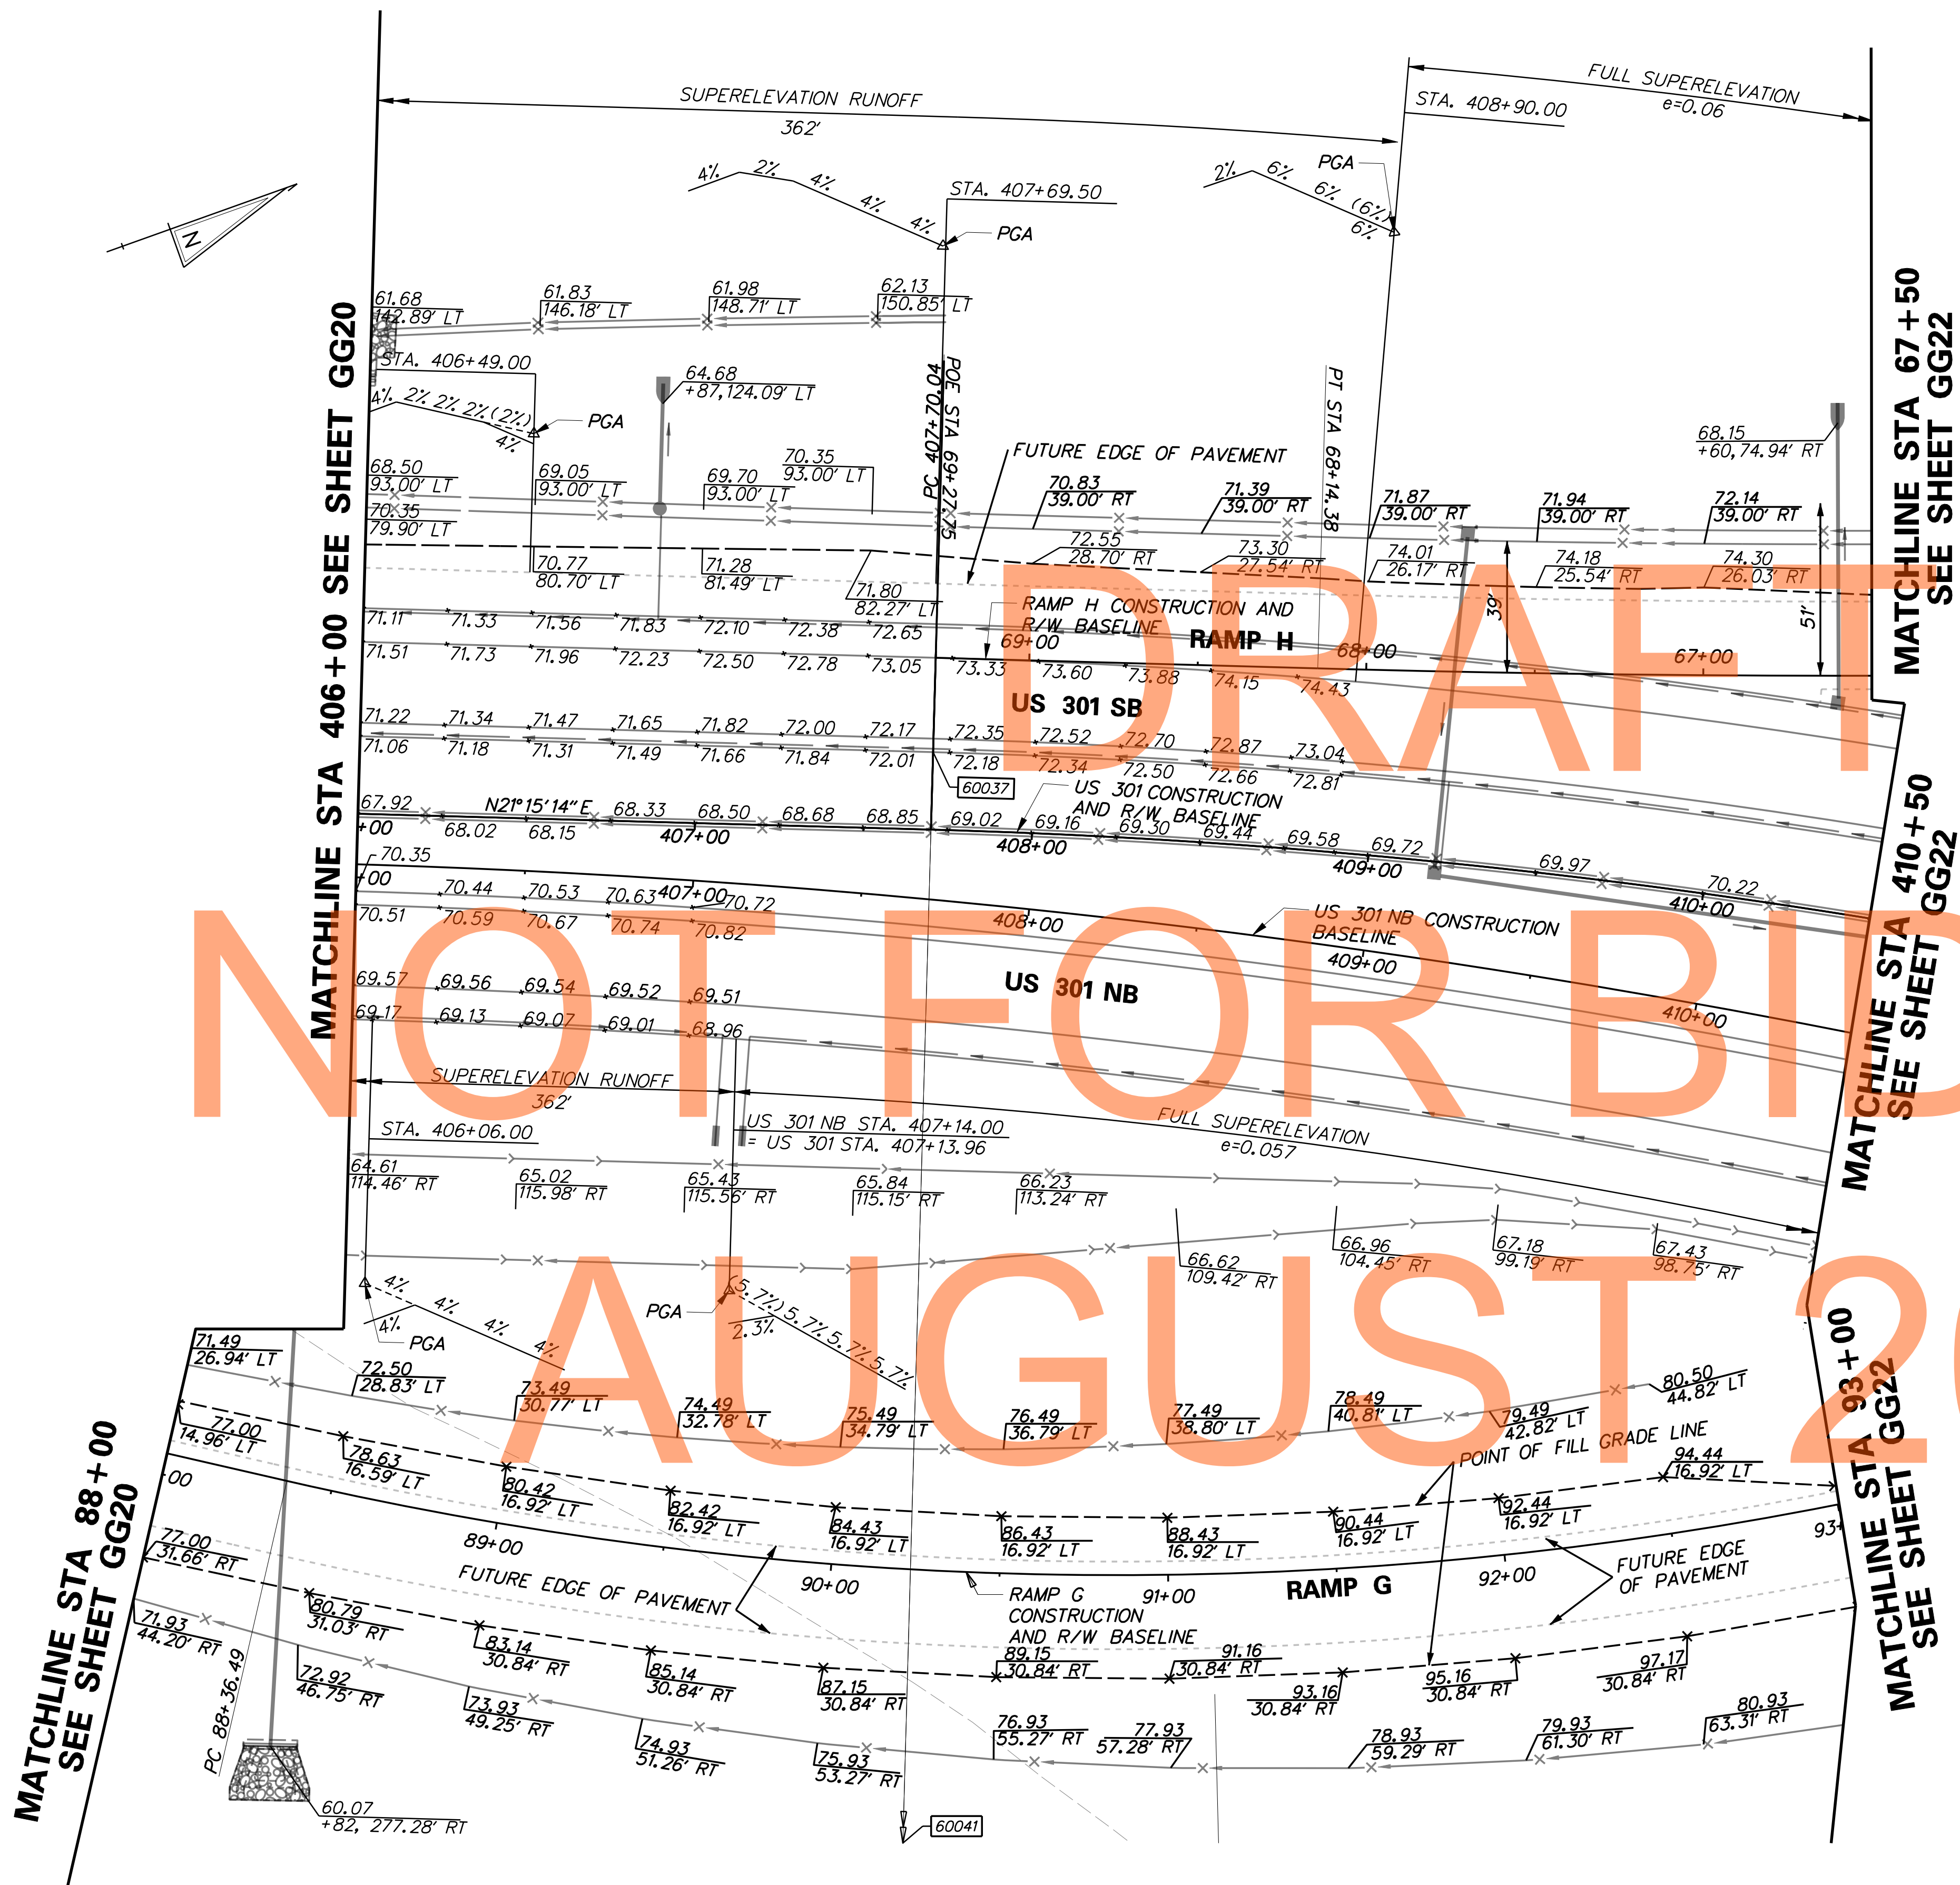 SUPERELEVATION RUNOFF
362'
FULL SUPERELEVATION
e=0.06
STA. 408+90.00
PGA
4% 2% 4% 4% 4%
STA. 407+69.50
PGA
2% 6% 6% (6%)
6%
N
61.68
142.89' LT
61.83
146.18' LT
61.98
148.71' LT
62.13
150.85' LT
STA. 406+49.00
4% 2% 2% 2% (2%)
4%
PGA
64.68
+87,124.09' LT
PC 407+70.04
POE STA 69+27.75
PT STA 68+14.38
FUTURE EDGE OF PAVEMENT
68.15
+60,74.94' RT
MATCHLINE STA 67+50
SEE SHEET GG22
MATCHLINE STA 406+00 SEE SHEET GG20
68.50
93.00' LT
69.05
93.00' LT
69.70
93.00' LT
70.35
93.00' LT
70.83
39.00' RT
71.39
39.00' RT
71.87
39.00' RT
71.94
39.00' RT
72.14
39.00' RT
70.35
79.90' LT
70.77
80.70' LT
71.28
81.49' LT
71.80
82.27' LT
72.55
28.70' RT
73.30
27.54' RT
74.01
26.17' RT
74.18
25.54' RT
74.30
26.03' RT
39'
51'
DRAFT
RAMP H CONSTRUCTION AND
R/W BASELINE
RAMP H
69+00
68+00
67+00
71.11 71.33 71.56 71.83 72.10 72.38 72.65
71.51 71.73 71.96 72.23 72.50 72.78 73.05 73.33 73.60 73.88 74.15 74.43
US 301 SB
71.22 71.34 71.47 71.65 71.82 72.00 72.17 72.35 72.52 72.70 72.87 73.04
71.06 71.18 71.31 71.49 71.66 71.84 72.01 72.18 72.34 72.50 72.66 72.81
60037
US 301 CONSTRUCTION
AND R/W BASELINE
67.92 N21°15'14" E 68.33 68.50 68.68 68.85 69.02 69.16 69.30 69.44 69.58 69.72 69.97 70.22
+00 68.02 68.15 407+00 408+00 409+00 410+00
MATCHLINE STA 410+50
SEE SHEET GG22
70.35
+00 70.44 70.53 70.63 407+00 70.72
70.51 70.59 70.67 70.74 70.82
408+00
409+00
410+00
US 301 NB CONSTRUCTION
BASELINE
NOT FOR BID
US 301 NB
69.57 69.56 69.54 69.52 69.51
69.17 69.13 69.07 69.01 68.96
SUPERELEVATION RUNOFF
362'
STA. 406+06.00
US 301 NB STA. 407+14.00
= US 301 STA. 407+13.96
FULL SUPERELEVATION
e=0.057
64.61
114.46' RT
65.02
115.98' RT
65.43
115.56' RT
65.84
115.15' RT
66.23
113.24' RT
66.62
109.42' RT
66.96
104.45' RT
67.18
99.19' RT
67.43
98.75' RT
AUGUST 2
4% 4% 4% 4%
4%
PGA
PGA
(5.7%) 5.7% 5.7% 5.7%
2.3%
71.49
26.94' LT
72.50
28.83' LT
73.49
30.77' LT
74.49
32.78' LT
75.49
34.79' LT
76.49
36.79' LT
77.49
38.80' LT
78.49
40.81' LT
79.49
42.82' LT
80.50
44.82' LT
POINT OF FILL GRADE LINE
77.00
14.96' LT
78.63
16.59' LT
80.42
16.92' LT
82.42
16.92' LT
84.43
16.92' LT
86.43
16.92' LT
88.43
16.92' LT
90.44
16.92' LT
92.44
16.92' LT
94.44
16.92' LT
MATCHLINE STA 93+00
SEE SHEET GG22
MATCHLINE STA 88+00
SEE SHEET GG20
+00
89+00
90+00
91+00
92+00
93+
FUTURE EDGE OF PAVEMENT
RAMP G
CONSTRUCTION
AND R/W BASELINE
RAMP G
FUTURE EDGE
OF PAVEMENT
77.00
31.66' RT
80.79
31.03' RT
83.14
30.84' RT
85.14
30.84' RT
87.15
30.84' RT
89.15
30.84' RT
91.16
30.84' RT
93.16
30.84' RT
95.16
30.84' RT
97.17
30.84' RT
71.93
44.20' RT
72.92
46.75' RT
73.93
49.25' RT
74.93
51.26' RT
75.93
53.27' RT
76.93
55.27' RT
77.93
57.28' RT
78.93
59.29' RT
79.93
61.30' RT
80.93
63.31' RT
PC 88+36.49
60.07
+82, 277.28' RT
60041